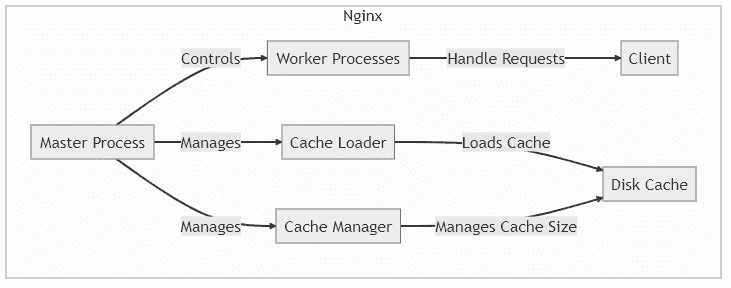 Nginx
Controls
Worker Processes
Handle Requests
Client
Master Process
Manages
Cache Loader
Loads Cache
Disk Cache
Manages
Cache Manager
Manages Cache Size